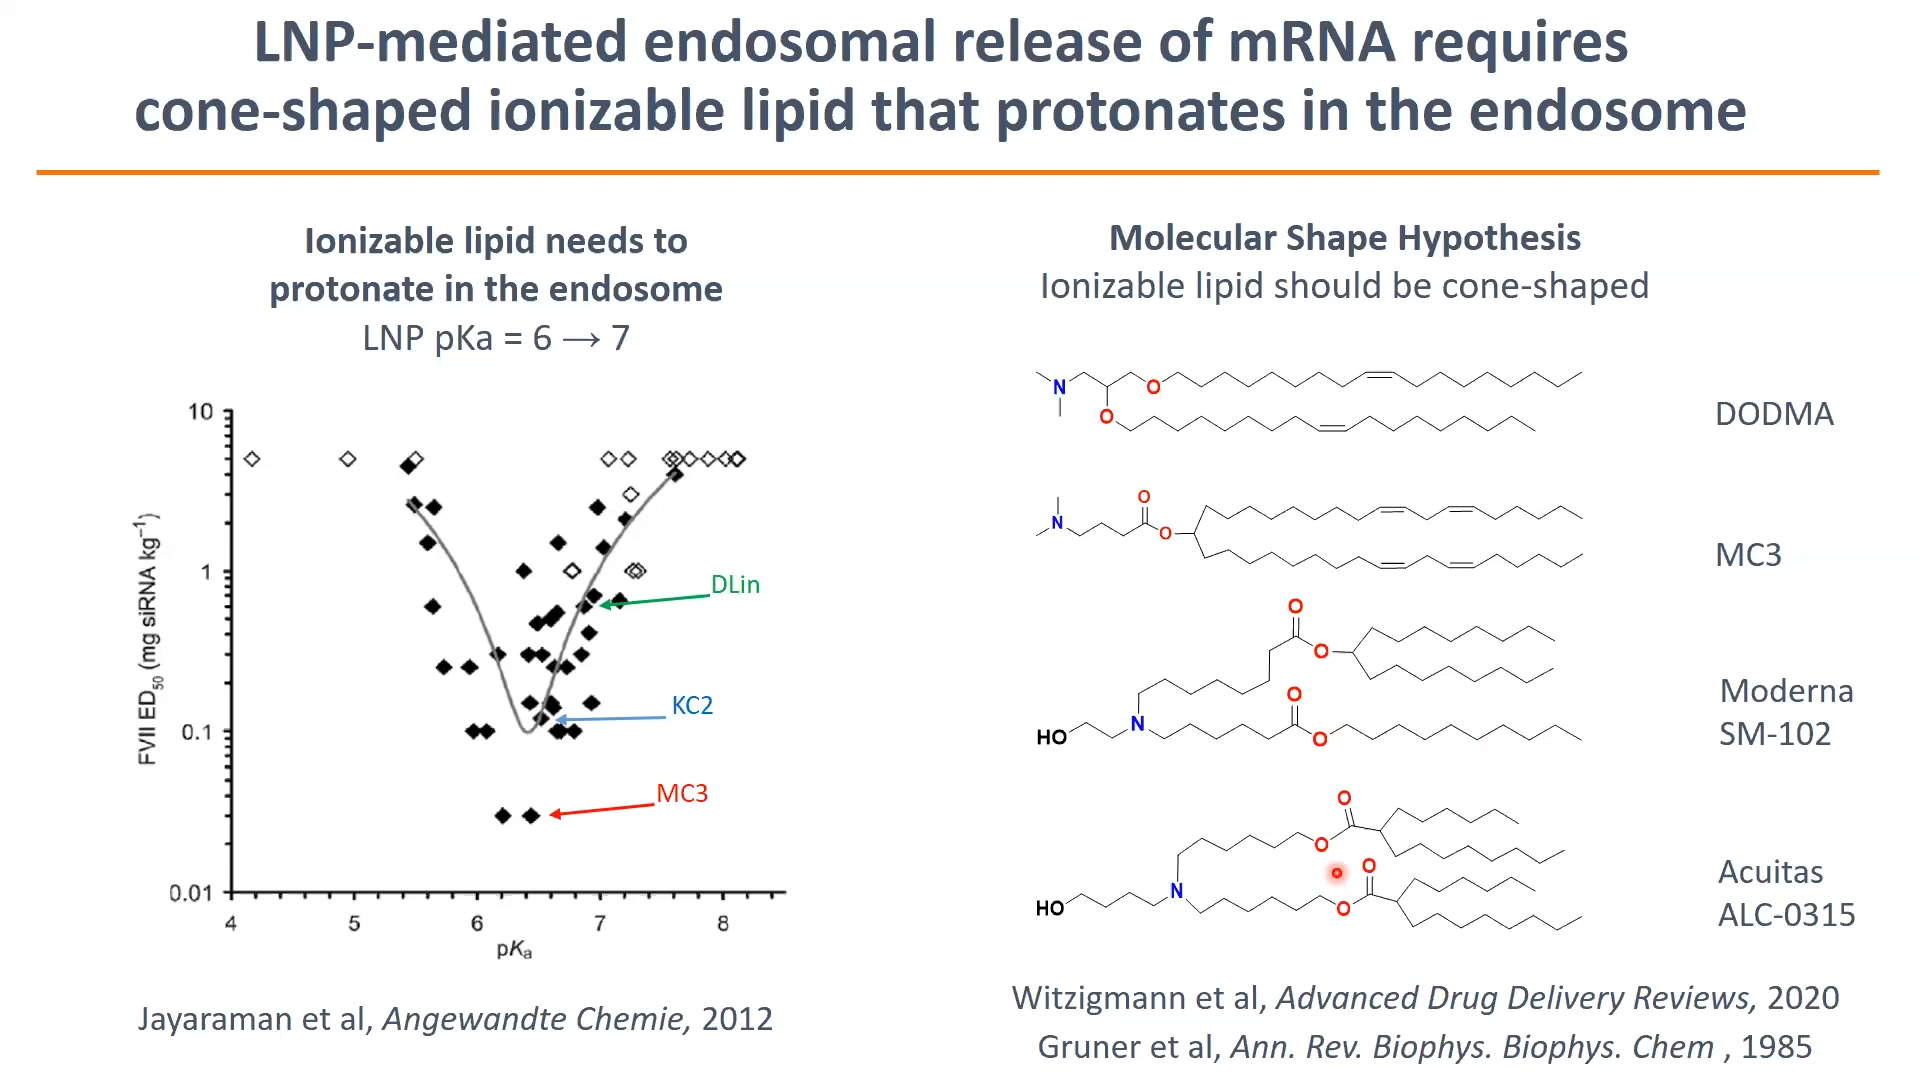 LNP-mediated endosomal release of mRNA requires
cone-shaped ionizable lipid that protonates in the endosome
Ionizable lipid needs to
protonate in the endosome
LNP pKa = 6 → 7
10
1
0.1
0.01
FVII ED50 (mg siRNA kg−1)
4 5 6 7 8
pKa
DLin
KC2
MC3
Jayaraman et al, Angewandte Chemie, 2012
Molecular Shape Hypothesis
Ionizable lipid should be cone-shaped
N O
O
DODMA
O
N O
MC3
O
O
O
HO N O
Moderna
SM-102
O
O
O
N
HO O
Acuitas
ALC-0315
Witzigmann et al, Advanced Drug Delivery Reviews, 2020
Gruner et al, Ann. Rev. Biophys. Biophys. Chem , 1985